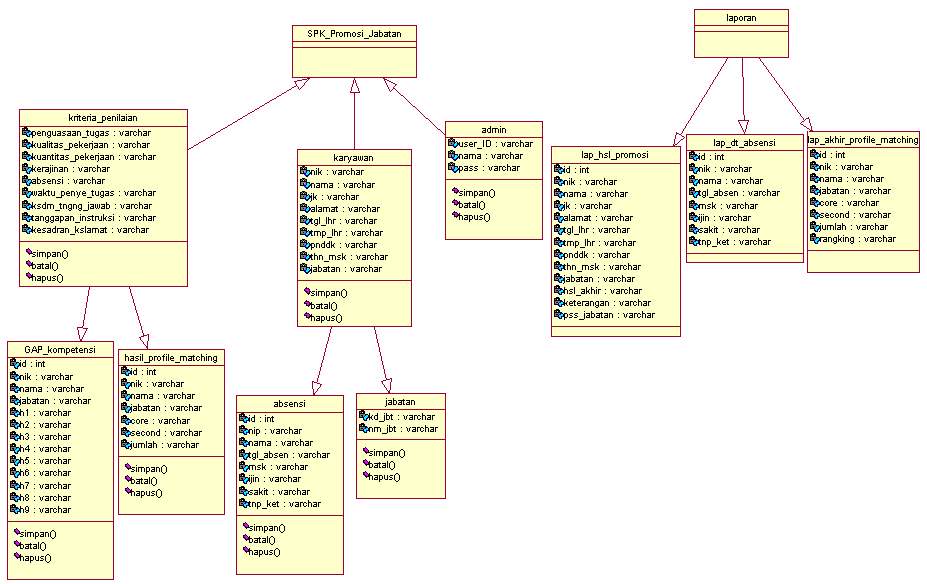 SPK_Promosi_Jabatan
laporan
kriteria_penilaian
penguasaan_tugas : varchar
kualitas_pekerjaan : varchar
kuantitas_pekerjaan : varchar
kerajinan : varchar
absensi : varchar
waktu_penye_tugas : varchar
ksdm_ngng_jawab : varchar
tanggapan_instruksi : varchar
kesadran_kslamat : varchar
simpan()
batal()
hapus()
karyawan
nik : varchar
nama : varchar
jk : varchar
alamat : varchar
tgl_lhr : varchar
tmp_lhr : varchar
pnddk : varchar
thn_msk : varchar
jabatan : varchar
simpan()
batal()
hapus()
admin
user_ID : varchar
nama : varchar
pass : varchar
simpan()
batal()
hapus()
lap_hsl_promosi
id : int
nik : varchar
nama : varchar
jk : varchar
alamat : varchar
tgl_lhr : varchar
tmp_lhr : varchar
pnddk : varchar
thn_msk : varchar
jabatan : varchar
hsl_akhir : varchar
keterangan : varchar
pss_jabatan : varchar
lap_dt_absensi
id : int
nik : varchar
nama : varchar
tgl_absen : varchar
msk : varchar
ijin : varchar
sakit : varchar
tnp_ket : varchar
lap_akhir_profile_matching
id : int
nik : varchar
nama : varchar
jabatan : varchar
core : varchar
second : varchar
jumlah : varchar
rangking : varchar
GAP_kompetensi
id : int
nik : varchar
nama : varchar
jabatan : varchar
h1 : varchar
h2 : varchar
h3 : varchar
h4 : varchar
h5 : varchar
h6 : varchar
h7 : varchar
h8 : varchar
h9 : varchar
simpan()
batal()
hapus()
hasil_profile_matching
id : int
nik : varchar
nama : varchar
jabatan : varchar
core : varchar
second : varchar
jumlah : varchar
simpan()
batal()
hapus()
absensi
id : int
nip : varchar
nama : varchar
tgl_absen : varchar
msk : varchar
ijin : varchar
sakit : varchar
tnp_ket : varchar
simpan()
batal()
hapus()
jabatan
kd_jbt : varchar
nm_jbt : varchar
simpan()
batal()
hapus()